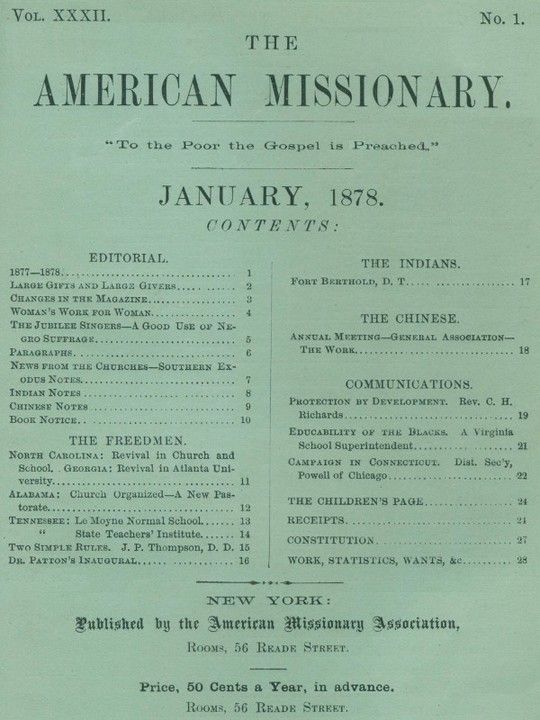 Vol. XXXII.
No. 1.
THE
AMERICAN MISSIONARY.
"To the Poor the Gospel is Preached."
JANUARY, 1878.
CONTENTS:
EDITORIAL.
1877—1878 1
Large Gifts and Large Givers 2
Changes in the Magazine 3
Woman's Work for Woman 4
The Jubilee Singers—A Good Use of Ne-
gro Suffrage 5
Paragraphs 6
News from the Churches—Southern Ex-
odus Notes 7
Indian Notes 8
Chinese Notes 9
Book Notice 10
THE FREEDMEN.
North Carolina: Revival in Church and
School. Georgia: Revival in Atlanta Uni-
versity 11
Alabama: Church Organized—A New Pas-
torate 12
Tennessee: Le Moyne Normal School 13
" State Teachers' Institute 14
Two Simple Rules. J. P. Thompson, D. D. 15
Dr. Patton's Inaugural 16
THE INDIANS.
Fort Berthold, D. T. 17
THE CHINESE.
Annual Meeting—General Association—
The Work 18
COMMUNICATIONS.
Protection by Development. Rev. C. H.
Richards 19
Educability of the Blacks. A Virginia
School Superintendent 21
Campaign in Connecticut. Dist. Sec'y,
Powell of Chicago 22
THE CHILDREN'S PAGE 24
RECEIPTS 24
CONSTITUTION 27
WORK, STATISTICS, WANTS, &c. 28
NEW YORK:
Published by the American Missionary Association,
Rooms, 56 Reade Street.
Price, 50 Cents a Year, in advance.
Rooms, 56 Reade Street.